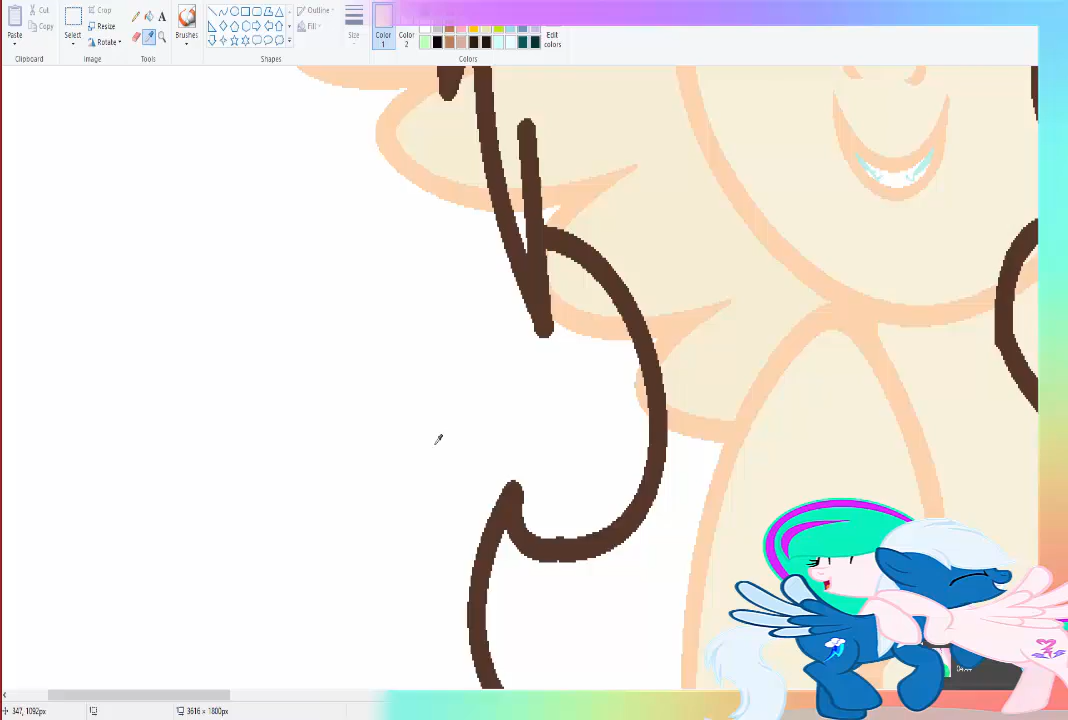 Paste
Cut
Copy
Clipboard
Select
Crop
Resize
Rotate
Image
A
Tools
Brushes
Outline
Fill
Shapes
Size
Color
1
Color
2
Edit
colors
Colors
347, 1092px
3616 × 1800px